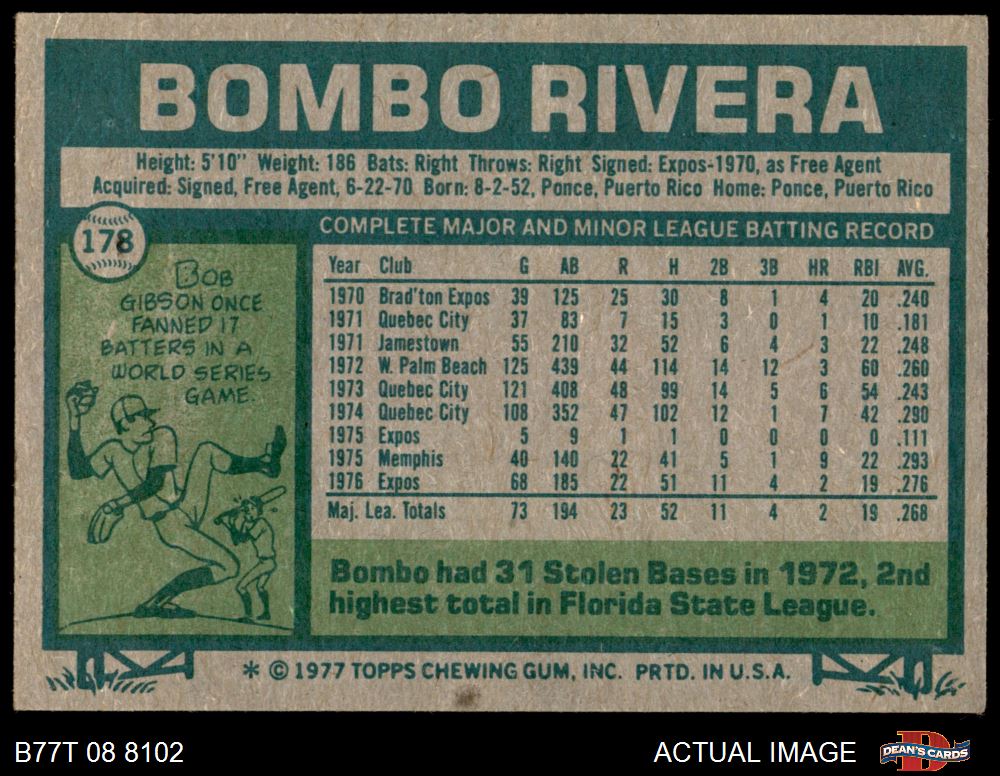 BOMBO RIVERA
Height: 5'10" Weight: 186 Bats: Right Throws: Right Signed: Expos-1970, as Free Agent
Acquired: Signed, Free Agent, 6-22-70 Born: 8-2-52, Ponce, Puerto Rico Home: Ponce, Puerto Rico
178
BOB
GIBSON ONCE
FANNED 17
BATTERS IN A
WORLD SERIES
GAME.
COMPLETE MAJOR AND MINOR LEAGUE BATTING RECORD
Year Club G AB R H 2B 3B HR RBI AVG.
1970 Brad'ton Expos 39 125 25 30 8 1 4 20 .240
1971 Quebec City 37 83 7 15 3 0 1 10 .181
1971 Jamestown 55 210 32 52 6 4 3 22 .248
1972 W. Palm Beach 125 439 44 114 14 12 3 60 .260
1973 Quebec City 121 408 48 99 14 5 6 54 .243
1974 Quebec City 108 352 47 102 12 1 7 42 .290
1975 Expos 5 9 1 1 0 0 0 0 .111
1975 Memphis 40 140 22 41 5 1 9 22 .293
1976 Expos 68 185 22 51 11 4 2 19 .276
Maj. Lea. Totals 73 194 23 52 11 4 2 19 .268
Bombo had 31 Stolen Bases in 1972, 2nd
highest total in Florida State League.
* © 1977 TOPPS CHEWING GUM, INC. PRTD. IN U.S.A.
B77T 08 8102
ACTUAL IMAGE
D
DEAN'S CARDS